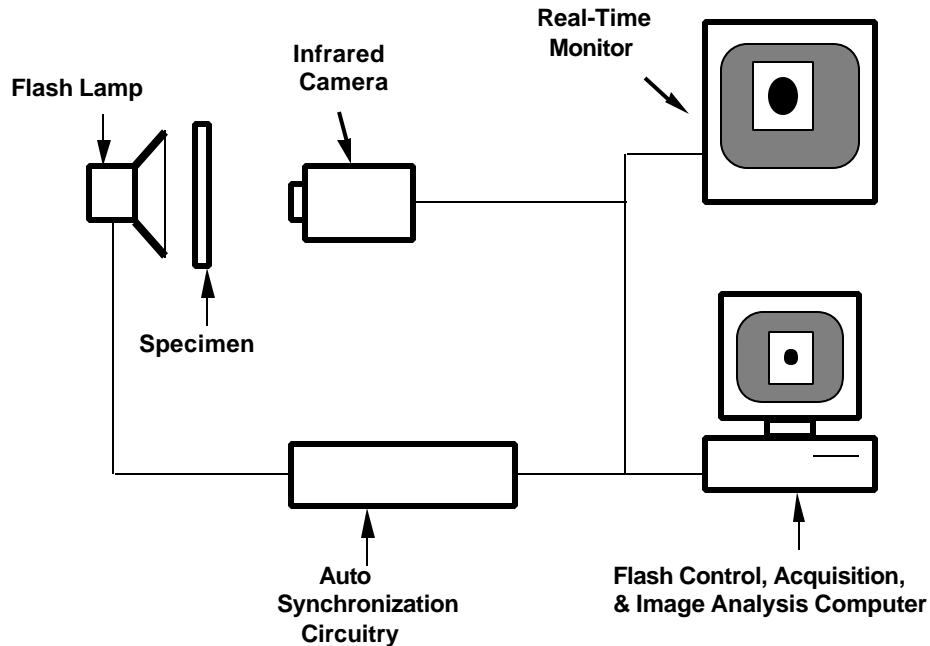 Real-Time
Monitor
Infrared
Camera
Flash Lamp
Specimen
Auto
Synchronization
Circuitry
Flash Control, Acquisition,
& Image Analysis Computer